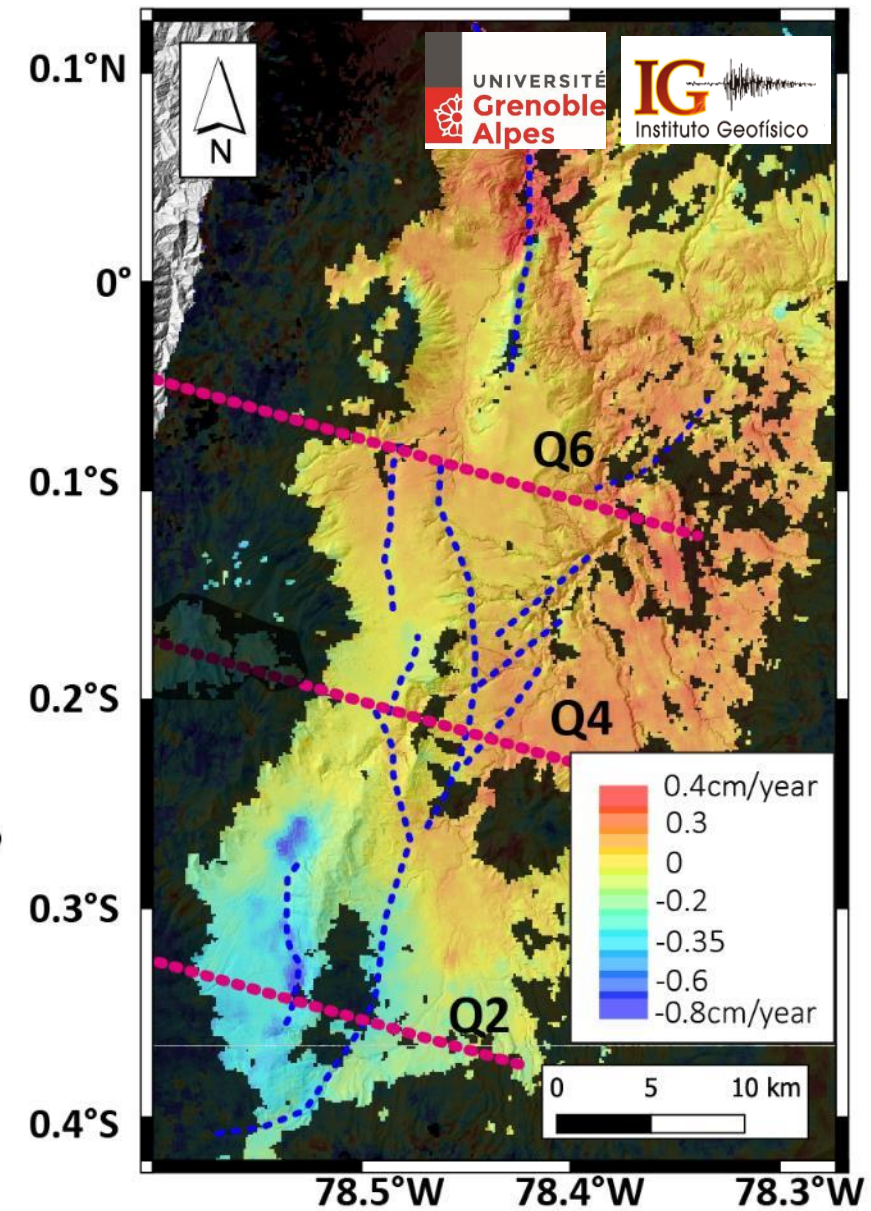 0.1°N
0°
0.1°S
0.2°S
0.3°S
0.4°S
N
UNIVERSITÉ
Grenoble
Alpes
IG
Instituto Geofísico
Q6
Q4
Q2
0.4cm/year
0.3
0
-0.2
-0.35
-0.6
-0.8cm/year
0 5 10 km
78.5°W 78.4°W 78.3°W